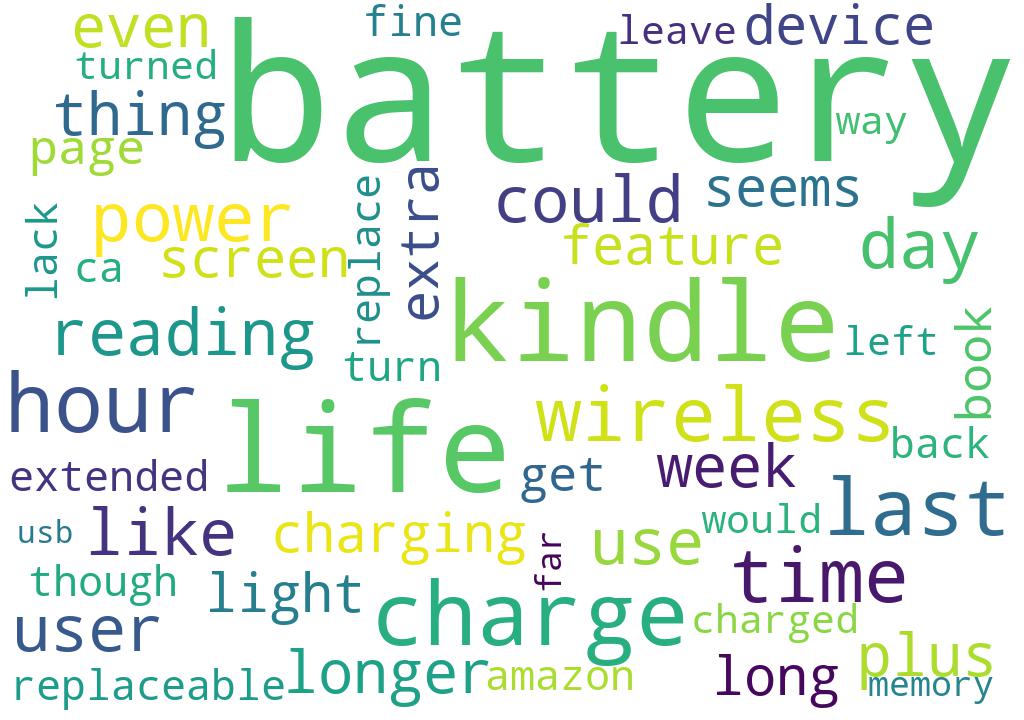 even
fine
leave
device
turned
battery
thing
way
page
lack
power
replace
extra
could
seems
ca
screen
feature
day
reading
kindle
left
book
turn
hour
life
wireless
back
extended
get
week
last
usb
like
charging
far
use
would
time
though
light
charge
charged
user
plus
replaceable
longer
amazon
long
memory